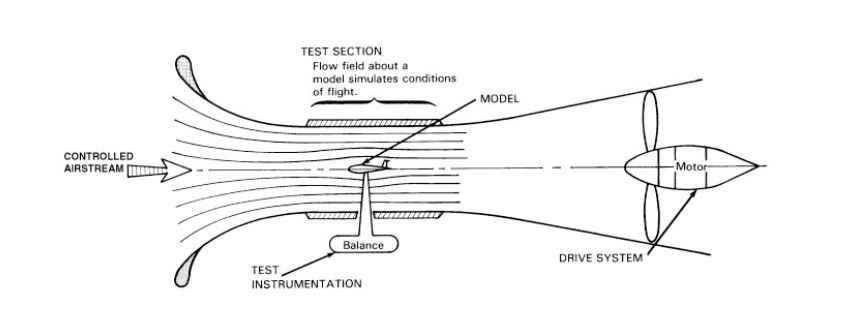 TEST SECTION
Flow field about a
model simulates conditions
of flight.
MODEL
CONTROLLED
AIRSTREAM
Motor
Balance
TEST
INSTRUMENTATION
DRIVE SYSTEM